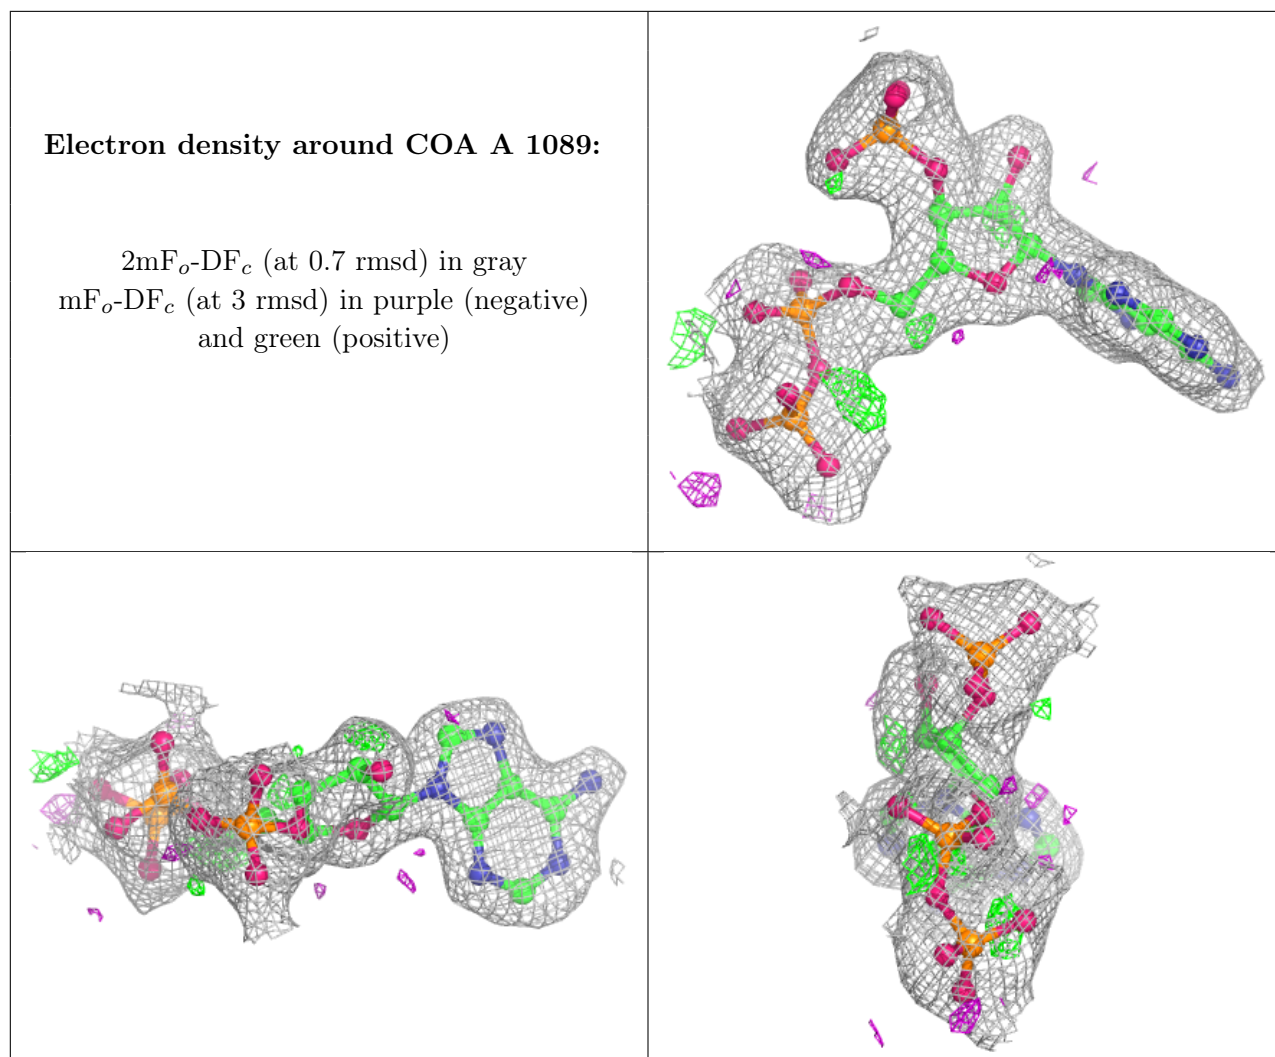 Electron density around COA A 1089:
2mFo-DFc (at 0.7 rmsd) in gray
mFo-DFc (at 3 rmsd) in purple (negative)
and green (positive)